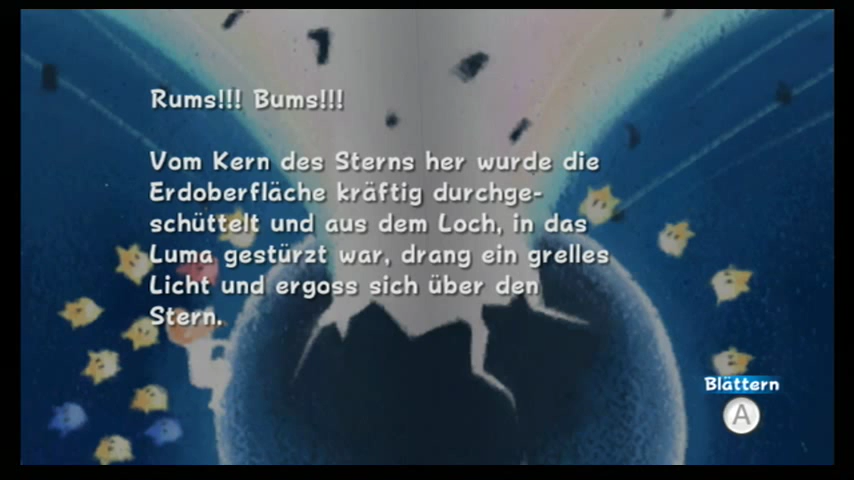 Rums!!! Bums!!!
Vom Kern des Sterns her wurde die
Erdoberfläche kräftig durchge-
schüttelt und aus dem Loch, in das
Luma gestürzt war, drang ein grelles
Licht und ergoss sich über den
Stern.
Blättern
A